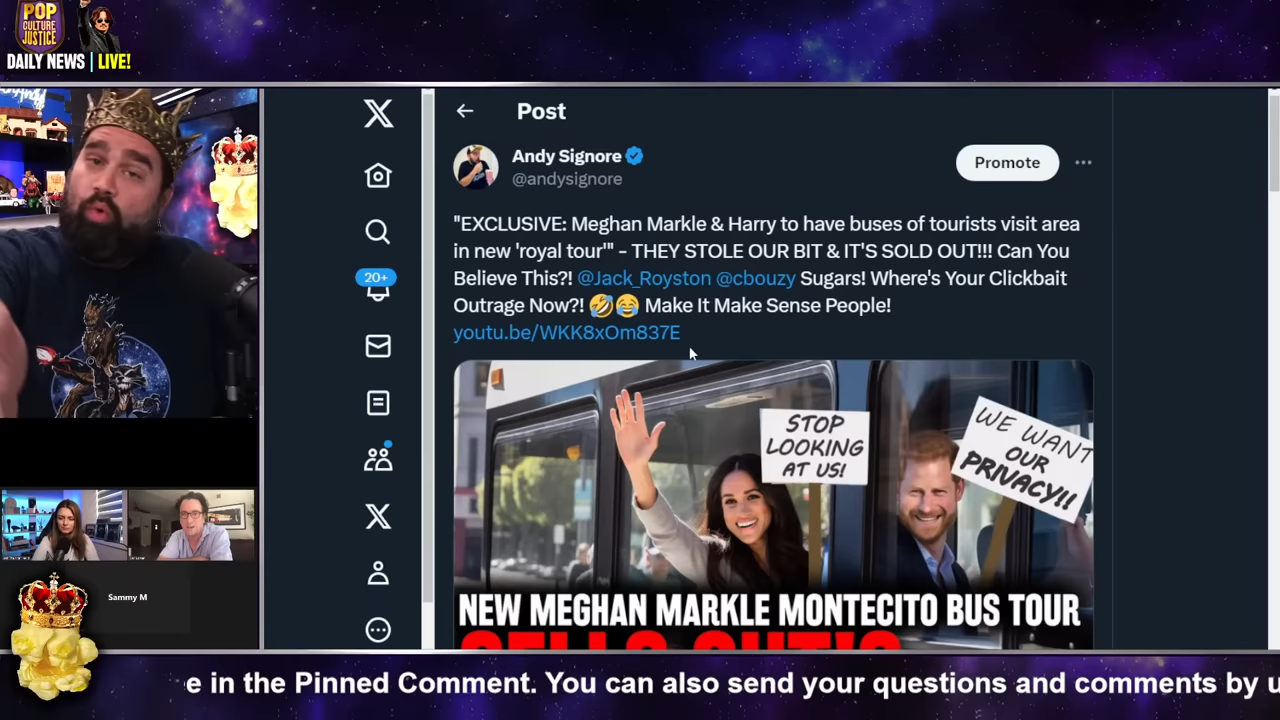 POP
CULTURE
JUSTICE
DAILY NEWS | LIVE!
Post
Andy Signore
@andysignore
Promote
"EXCLUSIVE: Meghan Markle & Harry to have buses of tourists visit area
in new 'royal tour'" - THEY STOLE OUR BIT & IT'S SOLD OUT!!! Can You
Believe This?! @Jack_Royston @cbouzy Sugars! Where's Your Clickbait
Outrage Now?! 🤣😂 Make It Make Sense People!
youtu.be/WKK8xOm837E
20+
STOP
LOOKING
AT US!
WE WANT
OUR
PRIVACY!!
NEW MEGHAN MARKLE MONTECITO BUS TOUR
Sammy M
e in the Pinned Comment. You can also send your questions and comments by u